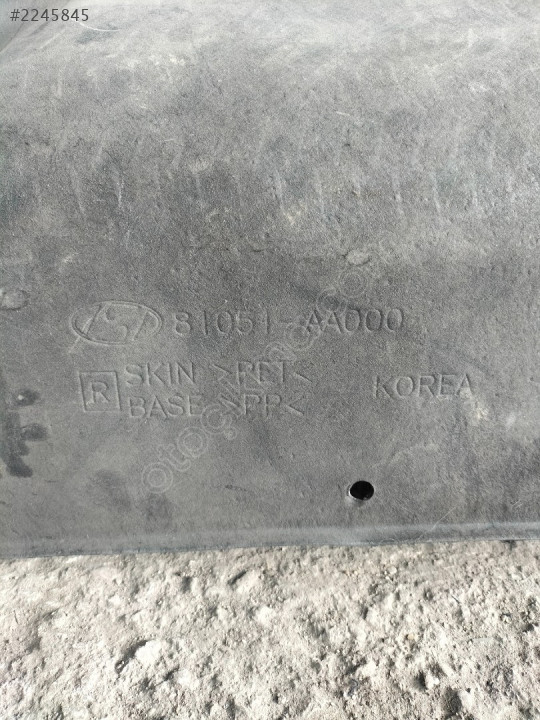 #2245845
81051-AA000
R SKIN >PET<
BASE >PP<
KOREA